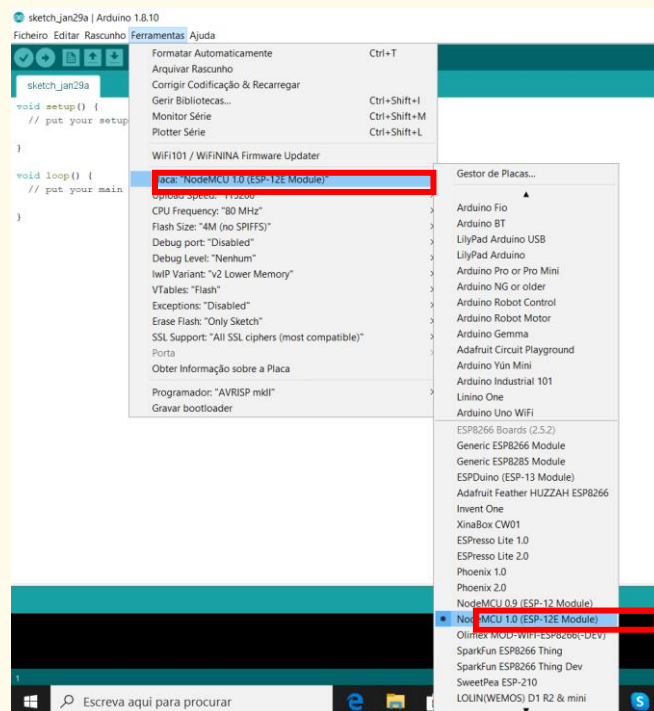 sketch_jan29a | Arduino 1.8.10
Ficheiro Editar Rascunho Ferramentas Ajuda
sketch_jan29a
void setup() {
// put your setup
}
void loop() {
// put your main
}
Formatar Automaticamente Ctrl+T
Arquivar Rascunho
Corrigir Codificação & Recarregar
Gerir Bibliotecas... Ctrl+Shift+I
Monitor Série Ctrl+Shift+M
Plotter Série Ctrl+Shift+L
WiFi101 / WiFiNINA Firmware Updater
Placa: "NodeMCU 1.0 (ESP-12E Module)"
Upload Speed: "115200"
CPU Frequency: "80 MHz"
Flash Size: "4M (no SPIFFS)"
Debug port: "Disabled"
Debug Level: "Nenhum"
IwIP Variant: "v2 Lower Memory"
VTables: "Flash"
Exceptions: "Disabled"
Erase Flash: "Only Sketch"
SSL Support: "All SSL ciphers (most compatible)"
Porta
Obter Informação sobre a Placa
Programador: "AVRISP mkII"
Gravar bootloader
Gestor de Placas...
Arduino Fio
Arduino BT
LilyPad Arduino USB
LilyPad Arduino
Arduino Pro or Pro Mini
Arduino NG or older
Arduino Robot Control
Arduino Robot Motor
Arduino Gemma
Adafruit Circuit Playground
Arduino Yún Mini
Arduino Industrial 101
Linino One
Arduino Uno WiFi
ESP8266 Boards (2.5.2)
Generic ESP8266 Module
Generic ESP8285 Module
ESPDuino (ESP-13 Module)
Adafruit Feather HUZZAH ESP8266
Invent One
XinaBox CW01
ESPresso Lite 1.0
ESPresso Lite 2.0
Phoenix 1.0
Phoenix 2.0
NodeMCU 0.9 (ESP-12 Module)
NodeMCU 1.0 (ESP-12E Module)
Olimex MOD-WIFI-ESP8266(-DEV)
SparkFun ESP8266 Thing
SparkFun ESP8266 Thing Dev
SweetPea ESP-210
LOLIN(WEMOS) D1 R2 & mini
1
Escreva aqui para procurar